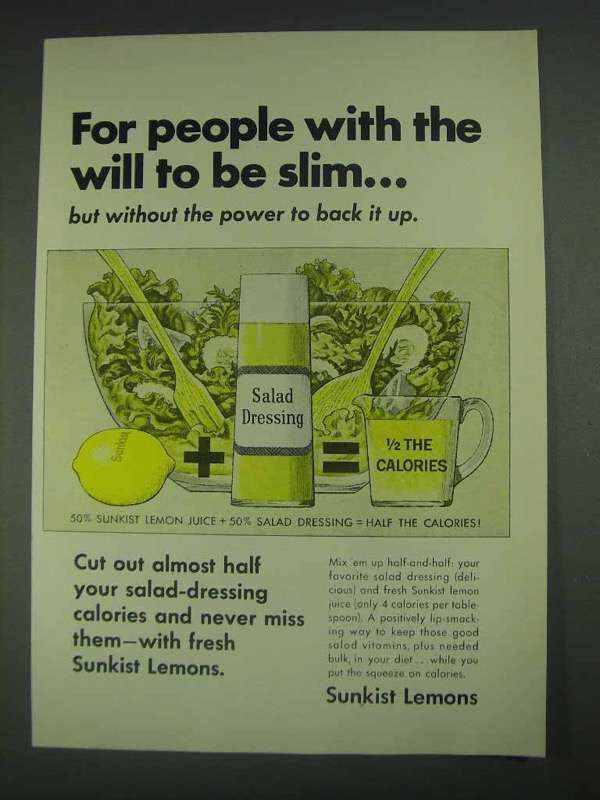 For people with the
will to be slim...
but without the power to back it up.
Sunkist
Salad
Dressing
+
=
½ THE
CALORIES
50% SUNKIST LEMON JUICE + 50% SALAD DRESSING = HALF THE CALORIES!
Cut out almost half
your salad-dressing
calories and never miss
them—with fresh
Sunkist Lemons.
Mix 'em up half-and-half: your
favorite salad dressing (deli-
cious) and fresh Sunkist lemon
juice (only 4 calories per table-
spoon). A positively lip-smack-
ing way to keep those good
salad vitamins, plus needed
bulk, in your diet...while you
put the squeeze on calories.
Sunkist Lemons